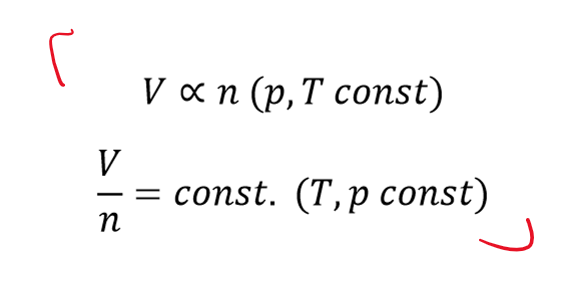 V ∝ n (p, T const)
V/n = const. (T, p const)